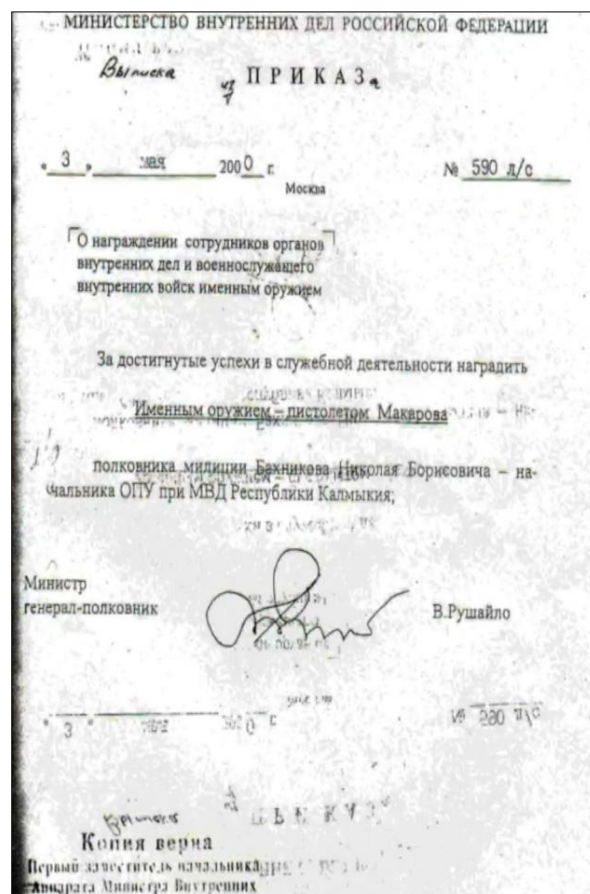 МИНИСТЕРСТВО ВНУТРЕННИХ ДЕЛ РОССИЙСКОЙ ФЕДЕРАЦИИ
Выписка
из ПРИКАЗа
"3" мая 2000 г. № 590 л/с
Москва
О награждении сотрудников органов
внутренних дел и военнослужащего
внутренних войск именным оружием
За достигнутые успехи в служебной деятельности наградить
Именным оружием – пистолетом Макарова
полковника милиции Бахникова Николая Борисовича – на-
чальника ОПУ при МВД Республики Калмыкия;
Министр
генерал-полковник В.Рушайло
Копия верна
Первый заместитель начальника
Аппарата Министра Внутренних